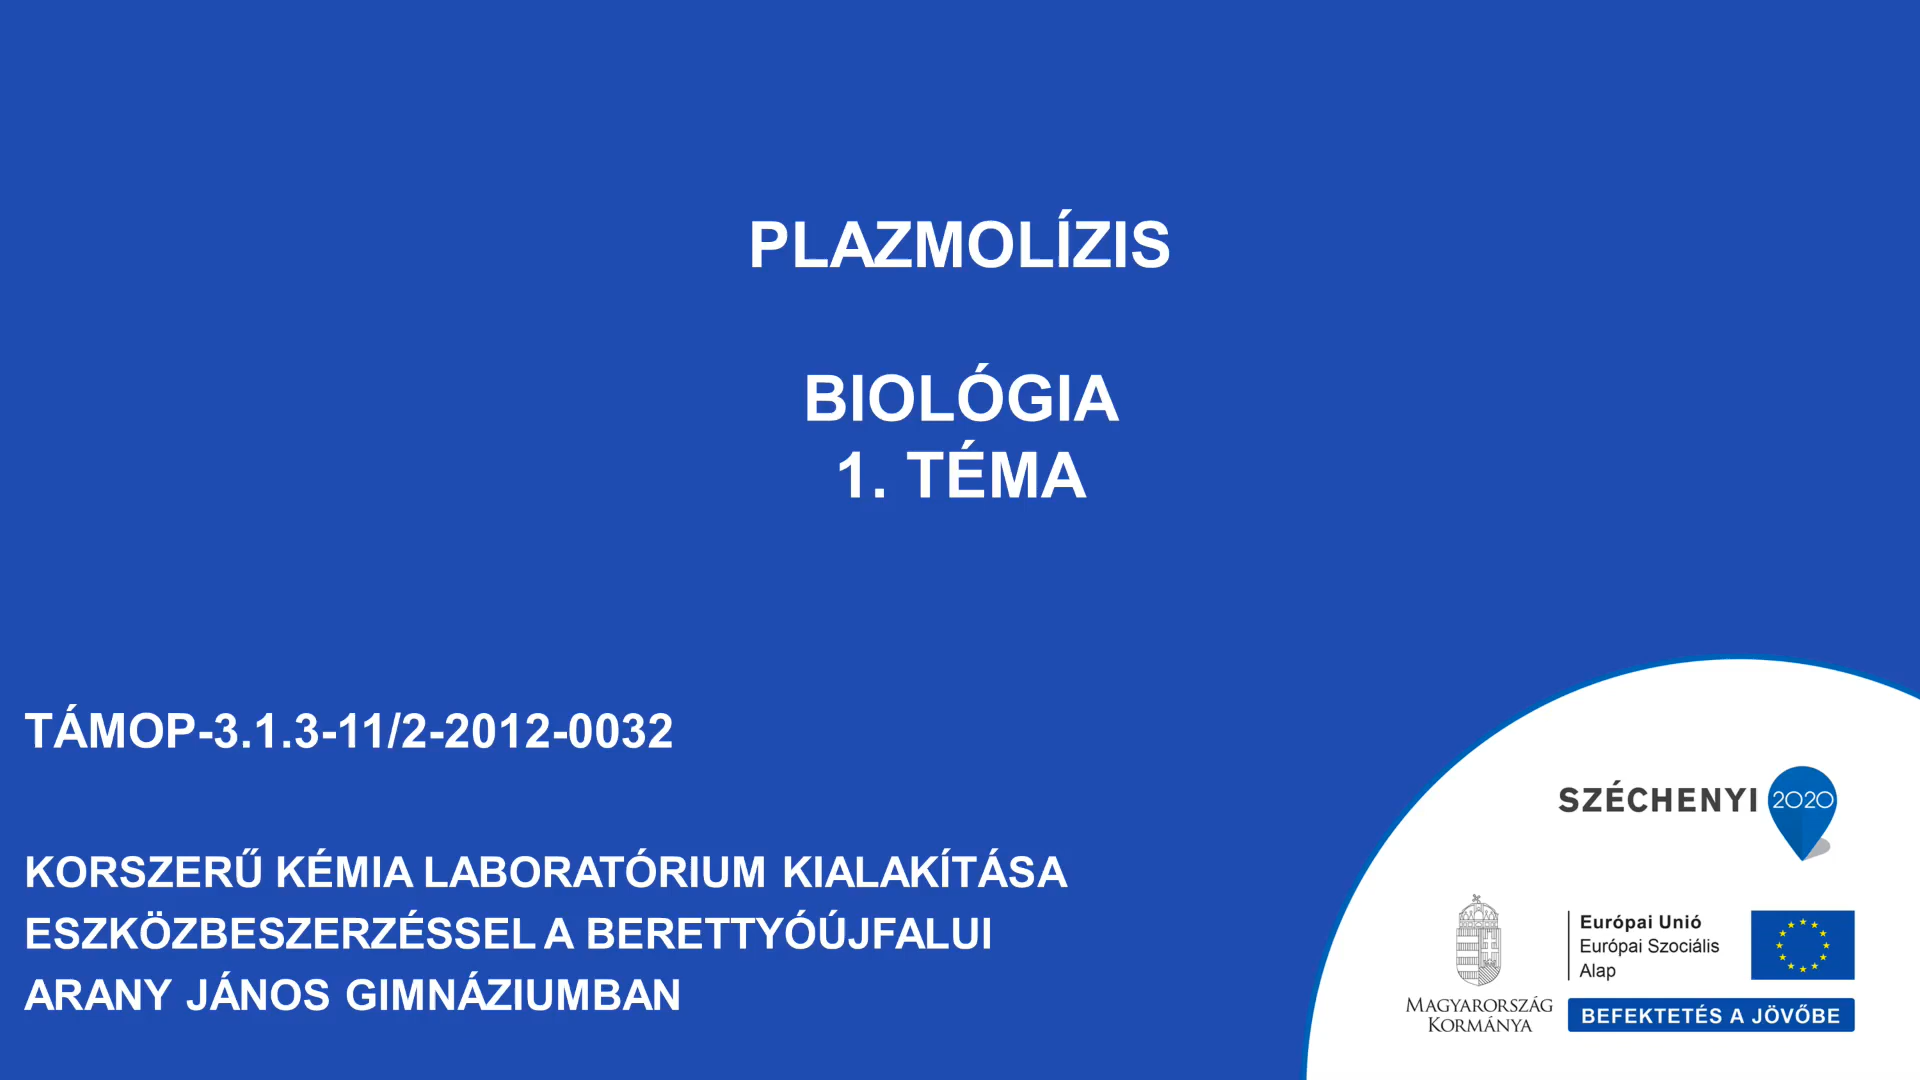 PLAZMOLÍZIS
BIOLÓGIA
1. TÉMA
TÁMOP-3.1.3-11/2-2012-0032
KORSZERŰ KÉMIA LABORATÓRIUM KIALAKÍTÁSA
ESZKÖZBESZERZÉSSEL A BERETTYÓÚJFALUI
ARANY JÁNOS GIMNÁZIUMBAN
SZÉCHENYI 2020
MAGYARORSZÁG
KORMÁNYA
Európai Unió
Európai Szociális
Alap
BEFEKTETÉS A JÖVŐBE